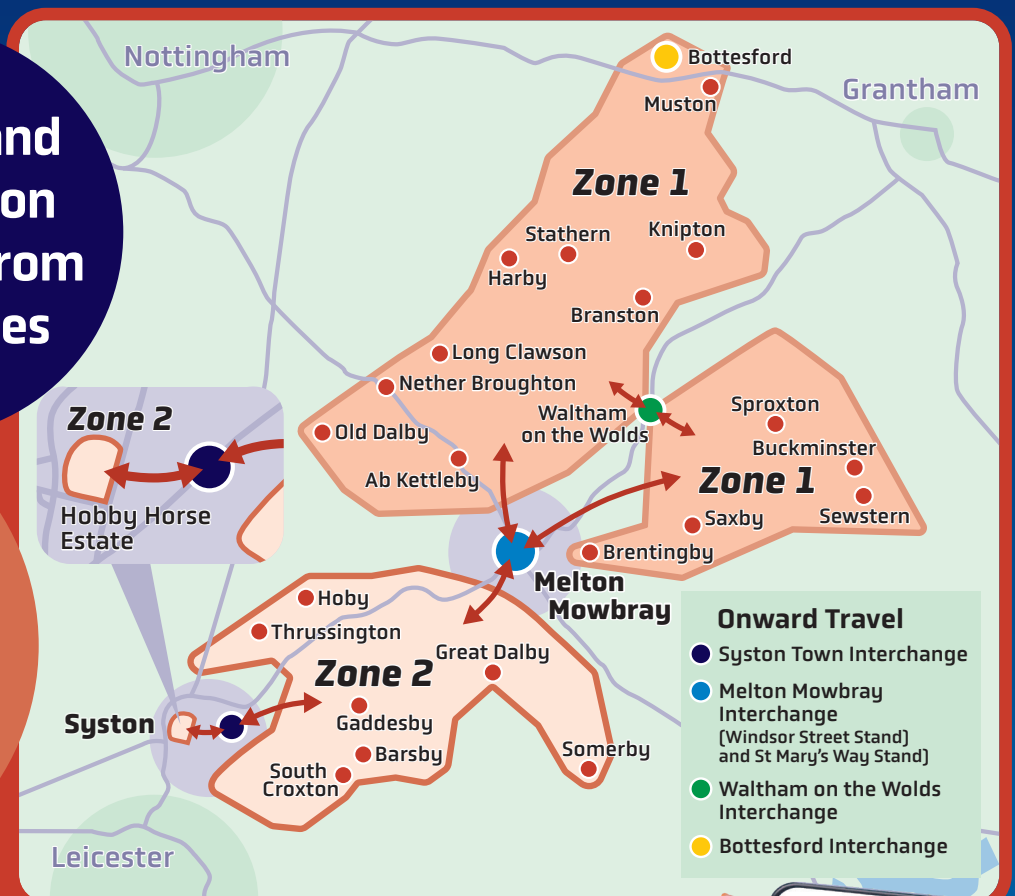 Nottingham
Bottesford
Grantham
Muston
Zone 1
Stathern
Knipton
Harby
Branston
Long Clawson
Nether Broughton
Waltham
on the Wolds
Sproxton
Old Dalby
Buckminster
Ab Kettleby
Zone 1
Sewstern
Saxby
Brentingby
Zone 2
Hobby Horse
Estate
Melton
Mowbray
Hoby
Thrussington
Great Dalby
Zone 2
Gaddesby
Syston
Barsby
Somerby
South
Croxton
Leicester
Onward Travel
Syston Town Interchange
Melton Mowbray
Interchange
(Windsor Street Stand)
and St Mary's Way Stand)
Waltham on the Wolds
Interchange
Bottesford Interchange